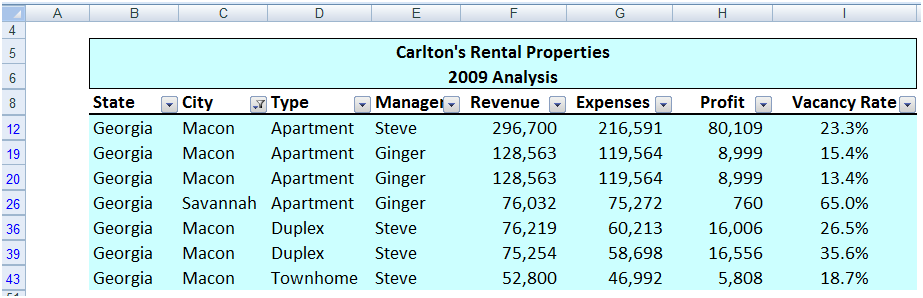 A B C D E F G H I
4
5 Carlton's Rental Properties
6 2009 Analysis
8 State City Type Manager Revenue Expenses Profit Vacancy Rate
12 Georgia Macon Apartment Steve 296,700 216,591 80,109 23.3%
19 Georgia Macon Apartment Ginger 128,563 119,564 8,999 15.4%
20 Georgia Macon Apartment Ginger 128,563 119,564 8,999 13.4%
26 Georgia Savannah Apartment Ginger 76,032 75,272 760 65.0%
36 Georgia Macon Duplex Steve 76,219 60,213 16,006 26.5%
39 Georgia Macon Duplex Steve 75,254 58,698 16,556 35.6%
43 Georgia Macon Townhome Steve 52,800 46,992 5,808 18.7%